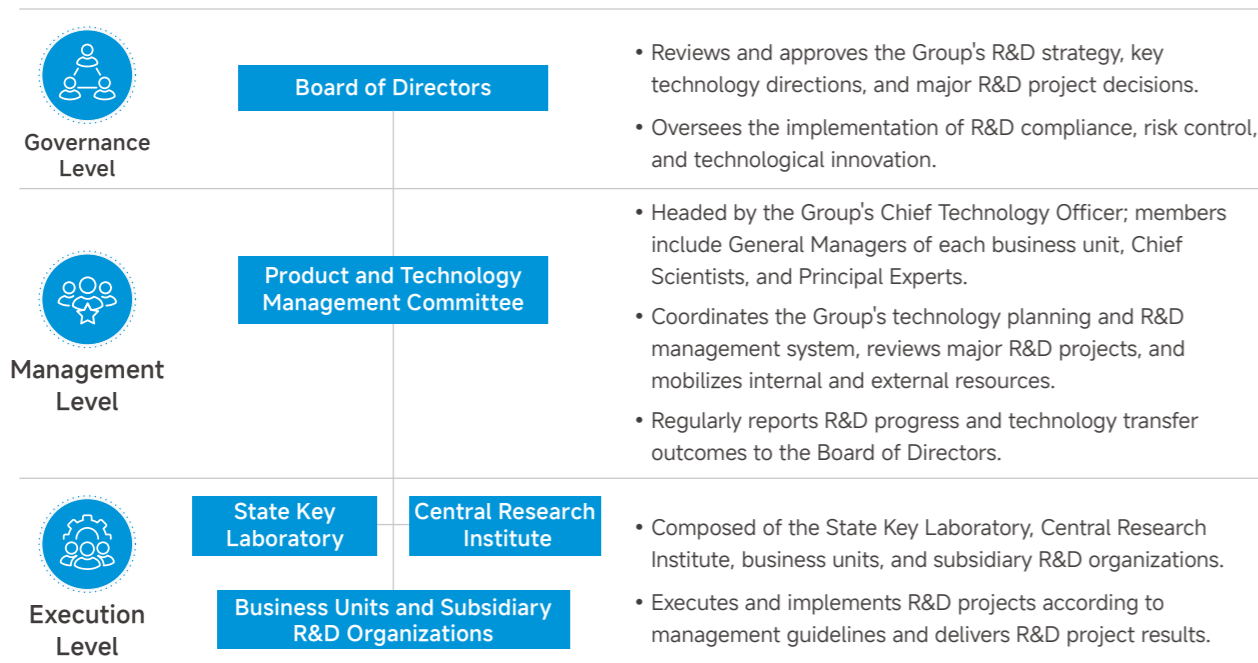 Governance
Level
Board of Directors
• Reviews and approves the Group's R&D strategy, key
technology directions, and major R&D project decisions.
• Oversees the implementation of R&D compliance, risk control,
and technological innovation.
Management
Level
Product and Technology
Management Committee
• Headed by the Group's Chief Technology Officer; members
include General Managers of each business unit, Chief
Scientists, and Principal Experts.
• Coordinates the Group's technology planning and R&D
management system, reviews major R&D projects, and
mobilizes internal and external resources.
• Regularly reports R&D progress and technology transfer
outcomes to the Board of Directors.
Execution
Level
State Key
Laboratory
Central Research
Institute
Business Units and Subsidiary
R&D Organizations
• Composed of the State Key Laboratory, Central Research
Institute, business units, and subsidiary R&D organizations.
• Executes and implements R&D projects according to
management guidelines and delivers R&D project results.